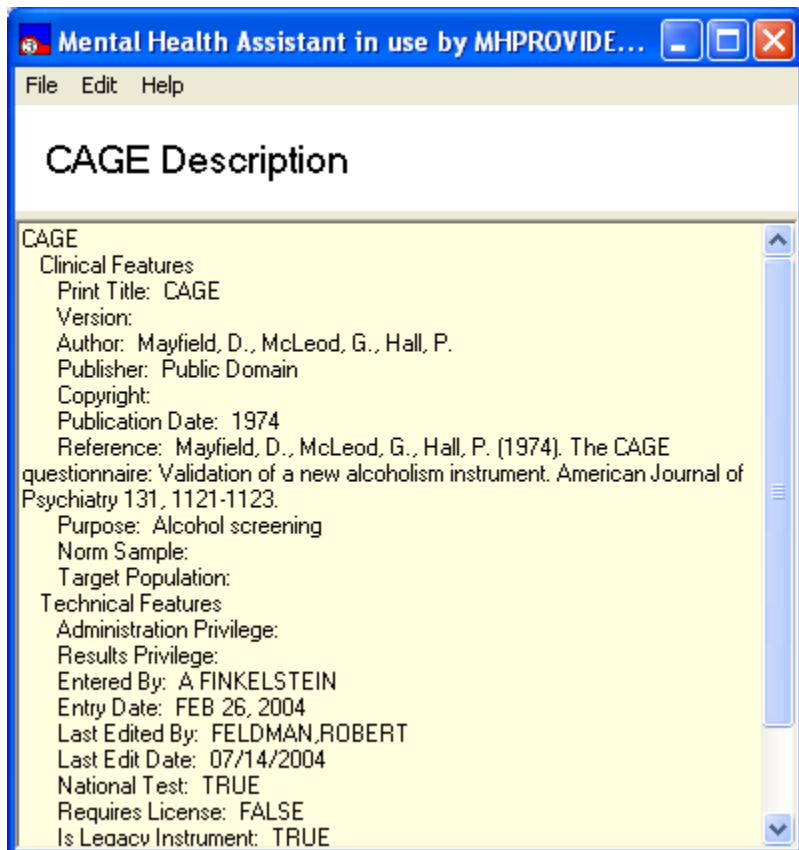 Mental Health Assistant in use by MHPROVIDE...
File Edit Help
CAGE Description
CAGE
Clinical Features
Print Title: CAGE
Version:
Author: Mayfield, D., McLeod, G., Hall, P.
Publisher: Public Domain
Copyright:
Publication Date: 1974
Reference: Mayfield, D., McLeod, G., Hall, P. (1974). The CAGE
questionnaire: Validation of a new alcoholism instrument. American Journal of
Psychiatry 131, 1121-1123.
Purpose: Alcohol screening
Norm Sample:
Target Population:
Technical Features
Administration Privilege:
Results Privilege:
Entered By: A FINKELSTEIN
Entry Date: FEB 26, 2004
Last Edited By: FELDMAN,ROBERT
Last Edit Date: 07/14/2004
National Test: TRUE
Requires License: FALSE
Is Legacy Instrument: TRUE